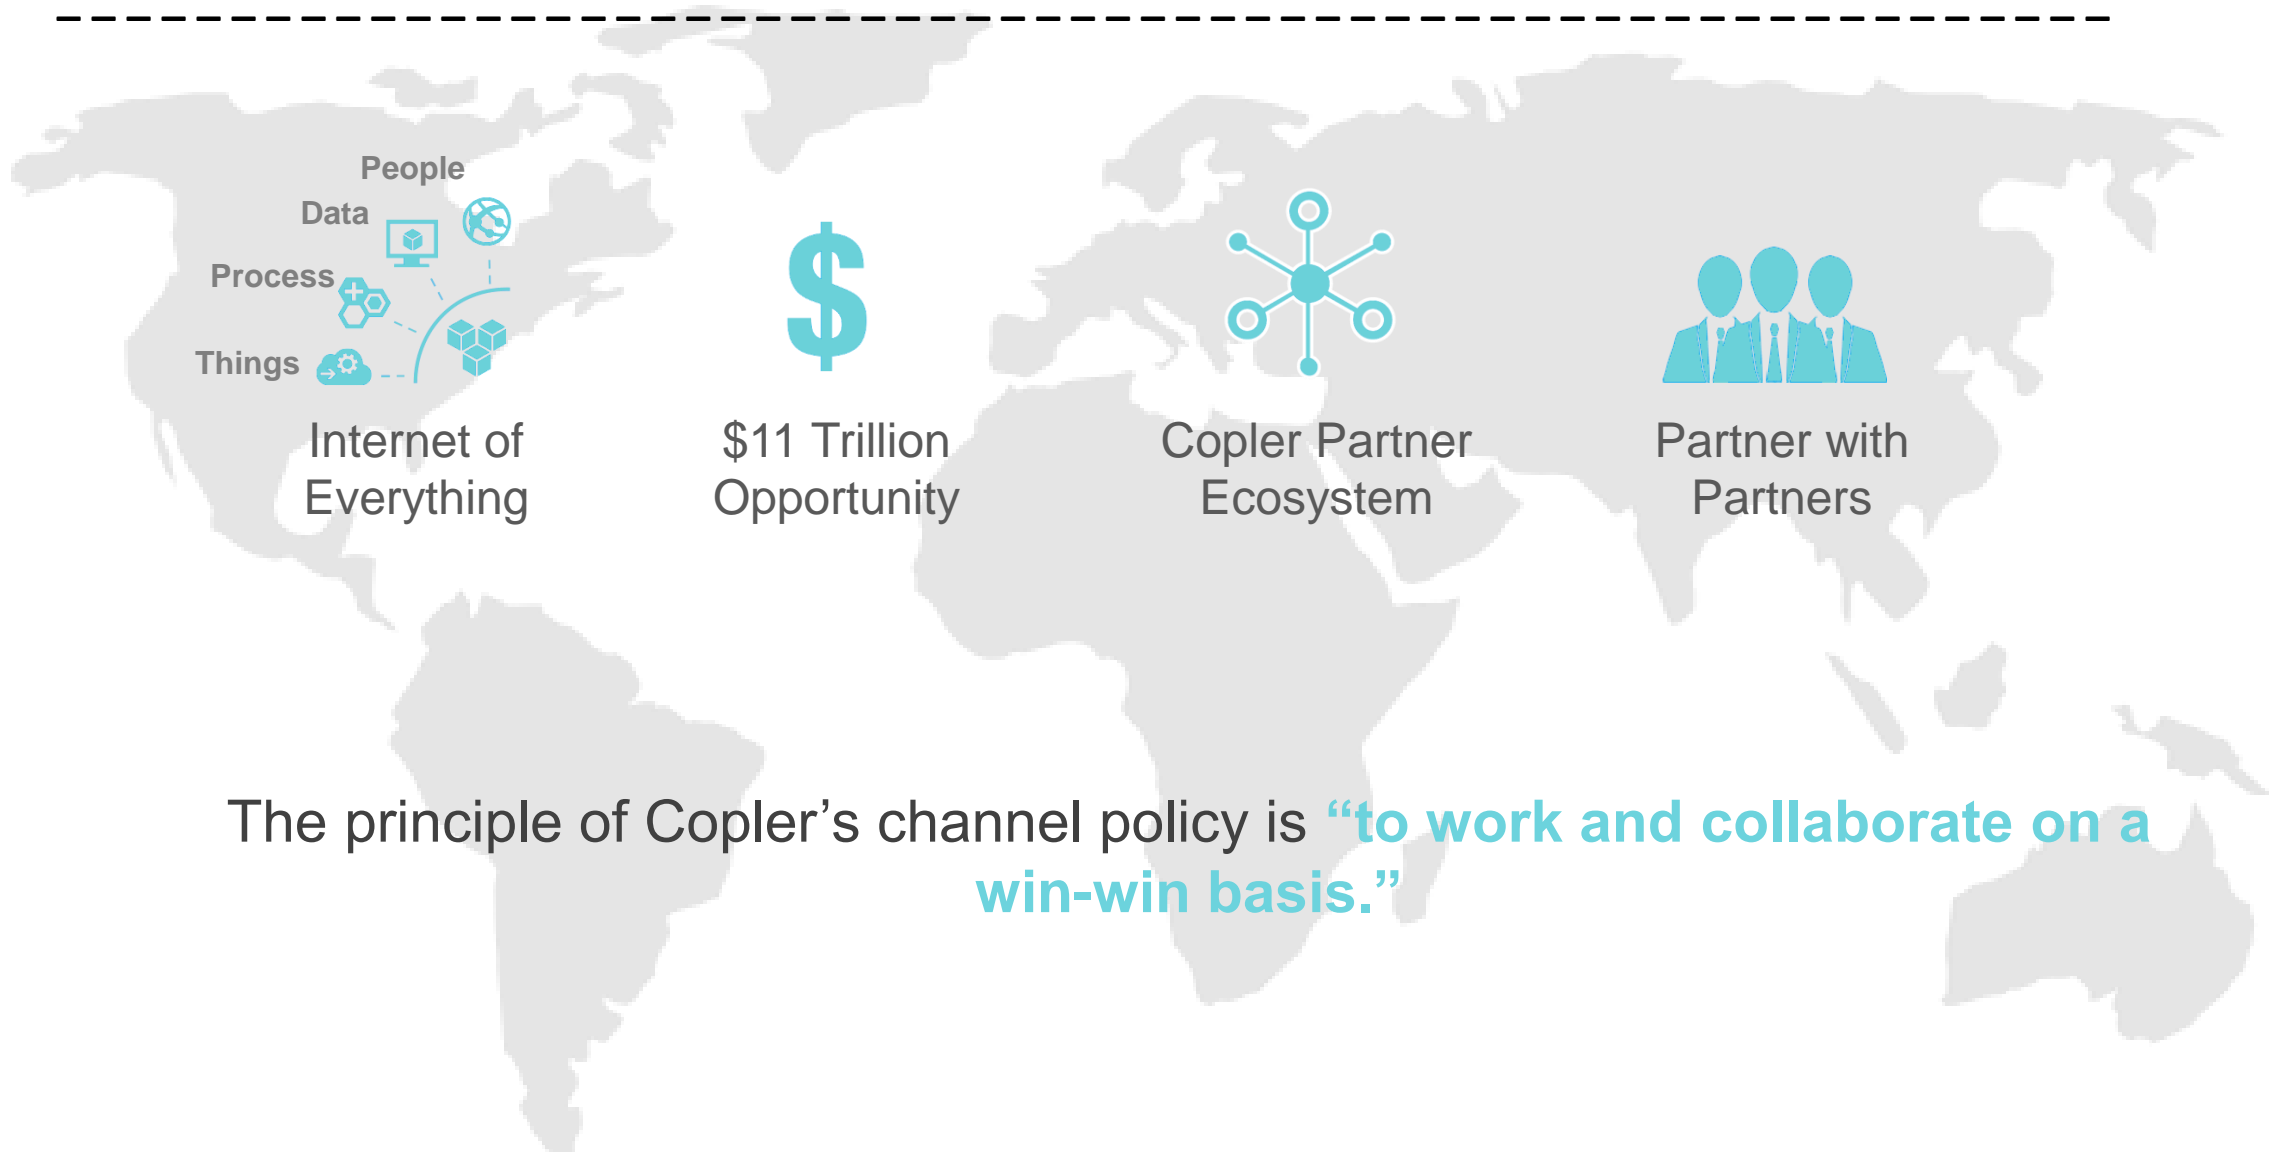 People
Data
Process
Things
Internet of
Everything
$
$11 Trillion
Opportunity
Copler Partner
Ecosystem
Partner with
Partners
The principle of Copler’s channel policy is “to work and collaborate on a
win-win basis.”